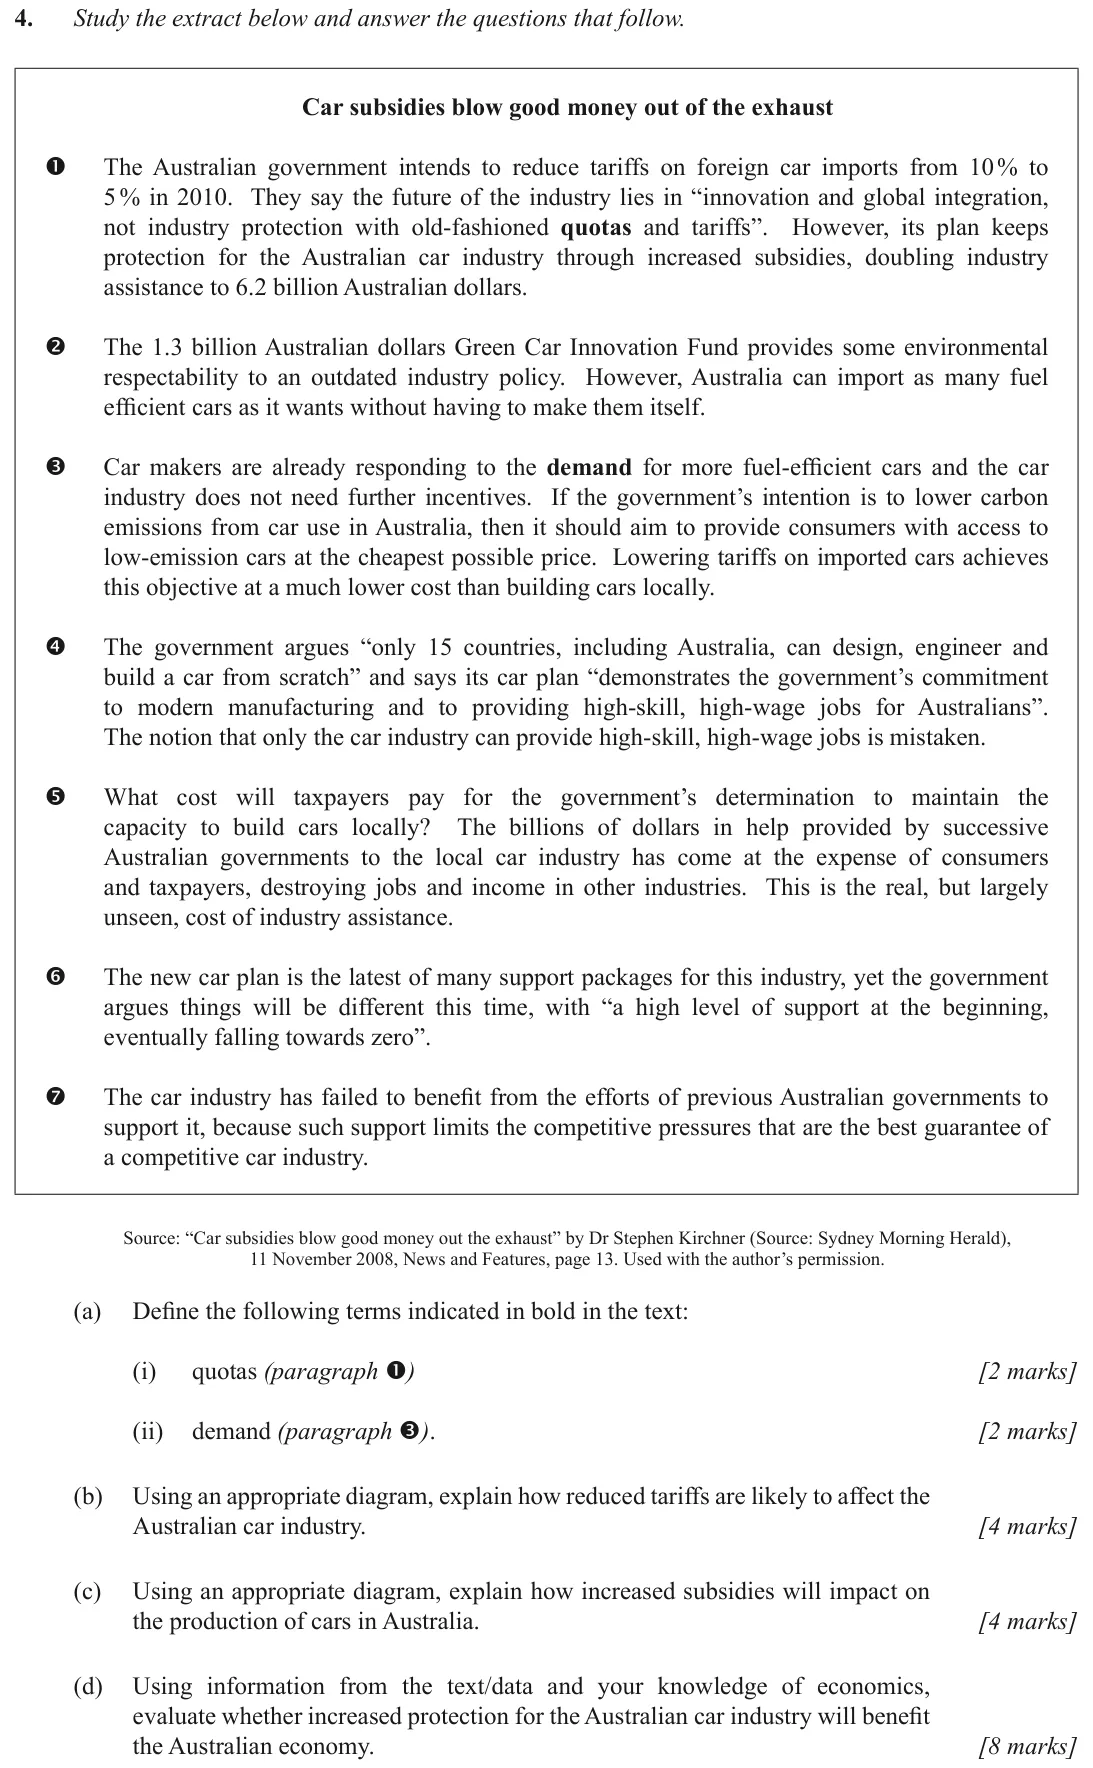 4. Study the extract below and answer the questions that follow.
Car subsidies blow good money out of the exhaust
❶ The Australian government intends to reduce tariffs on foreign car imports from 10% to
5% in 2010. They say the future of the industry lies in “innovation and global integration,
not industry protection with old-fashioned quotas and tariffs”. However, its plan keeps
protection for the Australian car industry through increased subsidies, doubling industry
assistance to 6.2 billion Australian dollars.
❷ The 1.3 billion Australian dollars Green Car Innovation Fund provides some environmental
respectability to an outdated industry policy. However, Australia can import as many fuel
efficient cars as it wants without having to make them itself.
❸ Car makers are already responding to the demand for more fuel-efficient cars and the car
industry does not need further incentives. If the government’s intention is to lower carbon
emissions from car use in Australia, then it should aim to provide consumers with access to
low-emission cars at the cheapest possible price. Lowering tariffs on imported cars achieves
this objective at a much lower cost than building cars locally.
❹ The government argues “only 15 countries, including Australia, can design, engineer and
build a car from scratch” and says its car plan “demonstrates the government’s commitment
to modern manufacturing and to providing high-skill, high-wage jobs for Australians”.
The notion that only the car industry can provide high-skill, high-wage jobs is mistaken.
❺ What cost will taxpayers pay for the government’s determination to maintain the
capacity to build cars locally? The billions of dollars in help provided by successive
Australian governments to the local car industry has come at the expense of consumers
and taxpayers, destroying jobs and income in other industries. This is the real, but largely
unseen, cost of industry assistance.
❻ The new car plan is the latest of many support packages for this industry, yet the government
argues things will be different this time, with “a high level of support at the beginning,
eventually falling towards zero”.
❼ The car industry has failed to benefit from the efforts of previous Australian governments to
support it, because such support limits the competitive pressures that are the best guarantee of
a competitive car industry.
Source: “Car subsidies blow good money out the exhaust” by Dr Stephen Kirchner (Source: Sydney Morning Herald),
11 November 2008, News and Features, page 13. Used with the author’s permission.
(a) Define the following terms indicated in bold in the text:
(i) quotas (paragraph ❶) [2 marks]
(ii) demand (paragraph ❸). [2 marks]
(b) Using an appropriate diagram, explain how reduced tariffs are likely to affect the
Australian car industry. [4 marks]
(c) Using an appropriate diagram, explain how increased subsidies will impact on
the production of cars in Australia. [4 marks]
(d) Using information from the text/data and your knowledge of economics,
evaluate whether increased protection for the Australian car industry will benefit
the Australian economy. [8 marks]